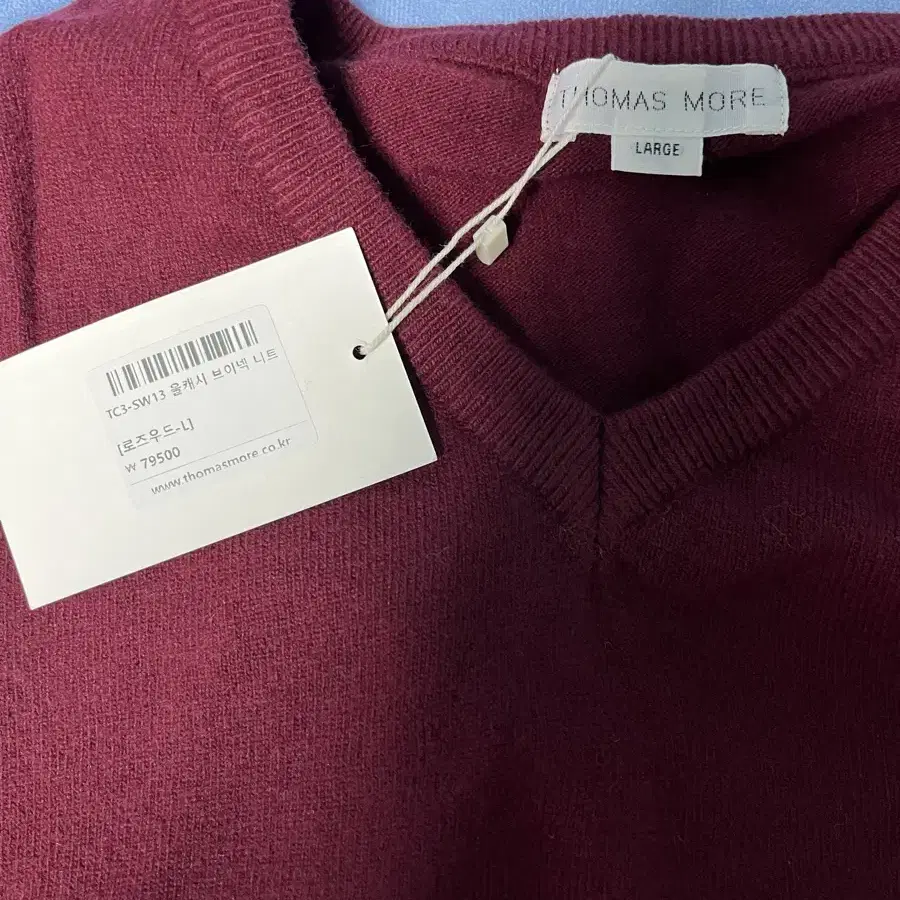 THOMAS MORE
LARGE
TC3-SW13 울캐시 브이넥 니트
[로즈우드-L]
₩ 79500
www.thomasmore.co.kr